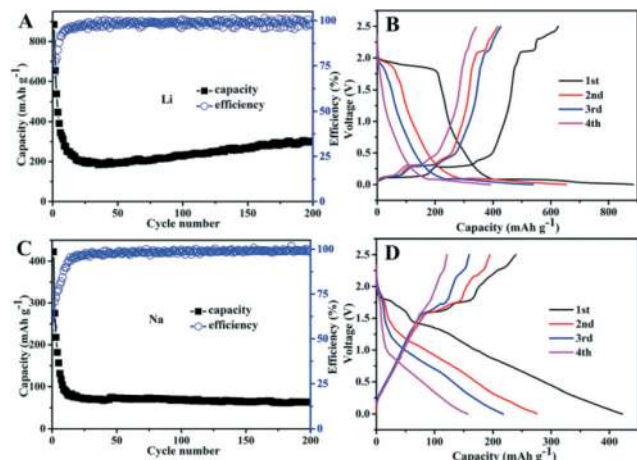 A
Capacity (mAh g⁻¹)
800
600
400
200
0
Li
capacity
efficiency
100
75
50
25
0
Efficiency (%)
0 50 100 150 200
Cycle number
B
Voltage (V)
2.5
2.0
1.5
1.0
0.5
0.0
1st
2nd
3rd
4th
0 200 400 600 800
Capacity (mAh g⁻¹)
C
Capacity (mAh g⁻¹)
400
300
200
100
0
Na
capacity
efficiency
100
75
50
25
0
Efficiency (%)
0 50 100 150 200
Cycle number
D
Voltage (V)
2.5
2.0
1.5
1.0
0.5
0.0
1st
2nd
3rd
4th
0 100 200 300 400
Capacity (mAh g⁻¹)